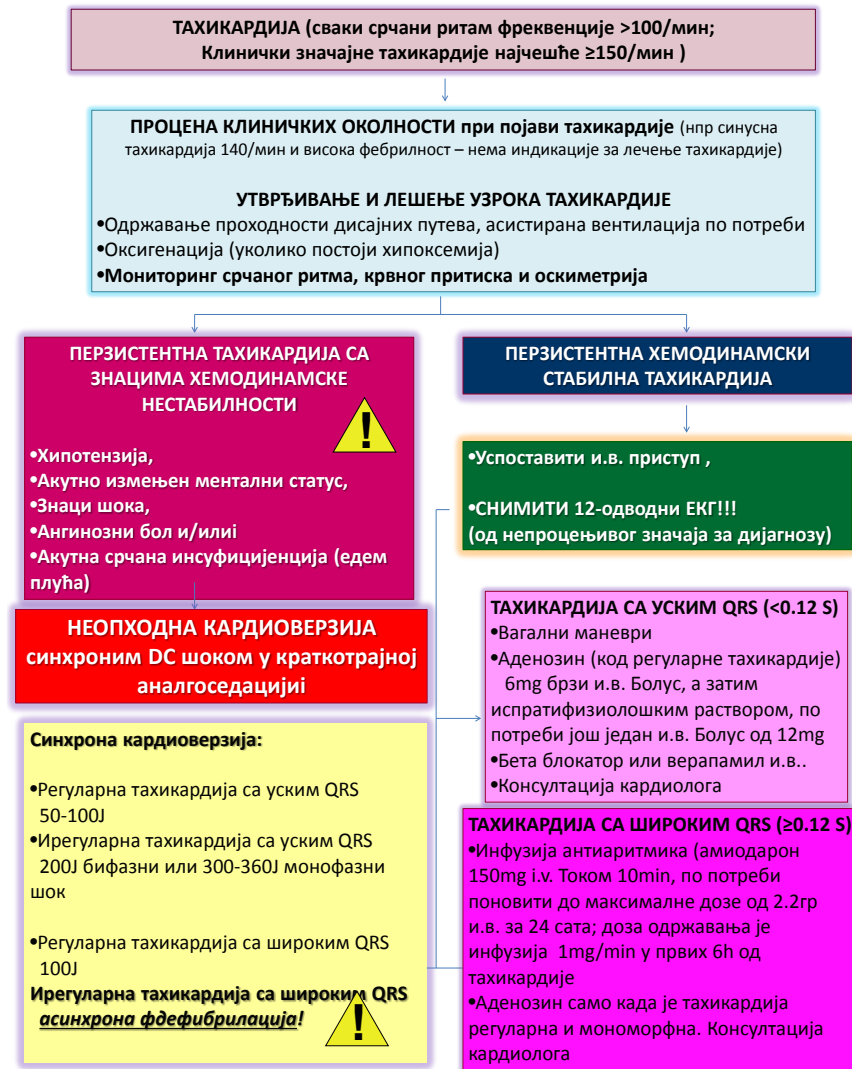 ТАХИКАРДИЈА (сваки срчани ритам фреквенције >100/мин;
Клинички значајне тахикардије најчешће ≥150/мин )
ПРОЦЕНА КЛИНИЧКИХ ОКОЛНОСТИ при појави тахикардије (нпр синусна
тахикардија 140/мин и висока фебрилност – нема индикације за лечење тахикардије)
УТВРЂИВАЊЕ И ЛЕШЕЊЕ УЗРОКА ТАХИКАРДИЈЕ
•Одржавање проходности дисајних путева, асистирана вентилација по потреби
•Оксигенација (уколико постоји хипоксемија)
•Мониторинг срчаног ритма, крвног притиска и оскиметрија
ПЕРЗИСТЕНТНА ТАХИКАРДИЈА СА
ЗНАЦИМА ХЕМОДИНАМСКЕ
НЕСТАБИЛНОСТИ
!
•Хипотензија,
•Акутно измењен ментални статус,
•Знаци шока,
•Ангинозни бол и/илиі
•Акутна срчана инсуфицијенција (едем
плућа)
НЕОПХОДНА КАРДИОВЕРЗИЈА
синхроним DC шоком у краткотрајној
аналгоседацијиі
Синхрона кардиоверзија:
•Регуларна тахикардија са уским QRS
50-100Ј
•Ирегуларна тахикардија са уским QRS
200Ј бифазни или 300-360Ј монофазни
шок
•Регуларна тахикардија са широким QRS
100Ј
Ирегуларна тахикардија са широким QRS
асинхрона фдефибрилација!
!
ПЕРЗИСТЕНТНА ХЕМОДИНАМСКИ
СТАБИЛНА ТАХИКАРДИЈА
•Успоставити и.в. приступ ,
•СНИМИТИ 12-одводни ЕКГ!!!
(од непроцењивог значаја за дијагнозу)
ТАХИКАРДИЈА СА УСКИМ QRS (<0.12 S)
•Вагални маневри
•Аденозин (код регуларне тахикардије)
6mg брзи и.в. Болус, а затим
испратифизиолошким раствором, по
потреби још један и.в. Болус од 12mg
•Бета блокатор или верапамил и.в..
•Консултација кардиолога
ТАХИКАРДИЈА СА ШИРОКИМ QRS (≥0.12 S)
•Инфузија антиаритмика (амиодарон
150mg i.v. Током 10min, по потреби
поновити до максималне дозе од 2.2гр
и.в. за 24 сата; доза одржавања је
инфузија 1mg/min у првих 6h од
тахикардије
•Аденозин само када је тахикардија
регуларна и мономорфна. Консултација
кардиолога